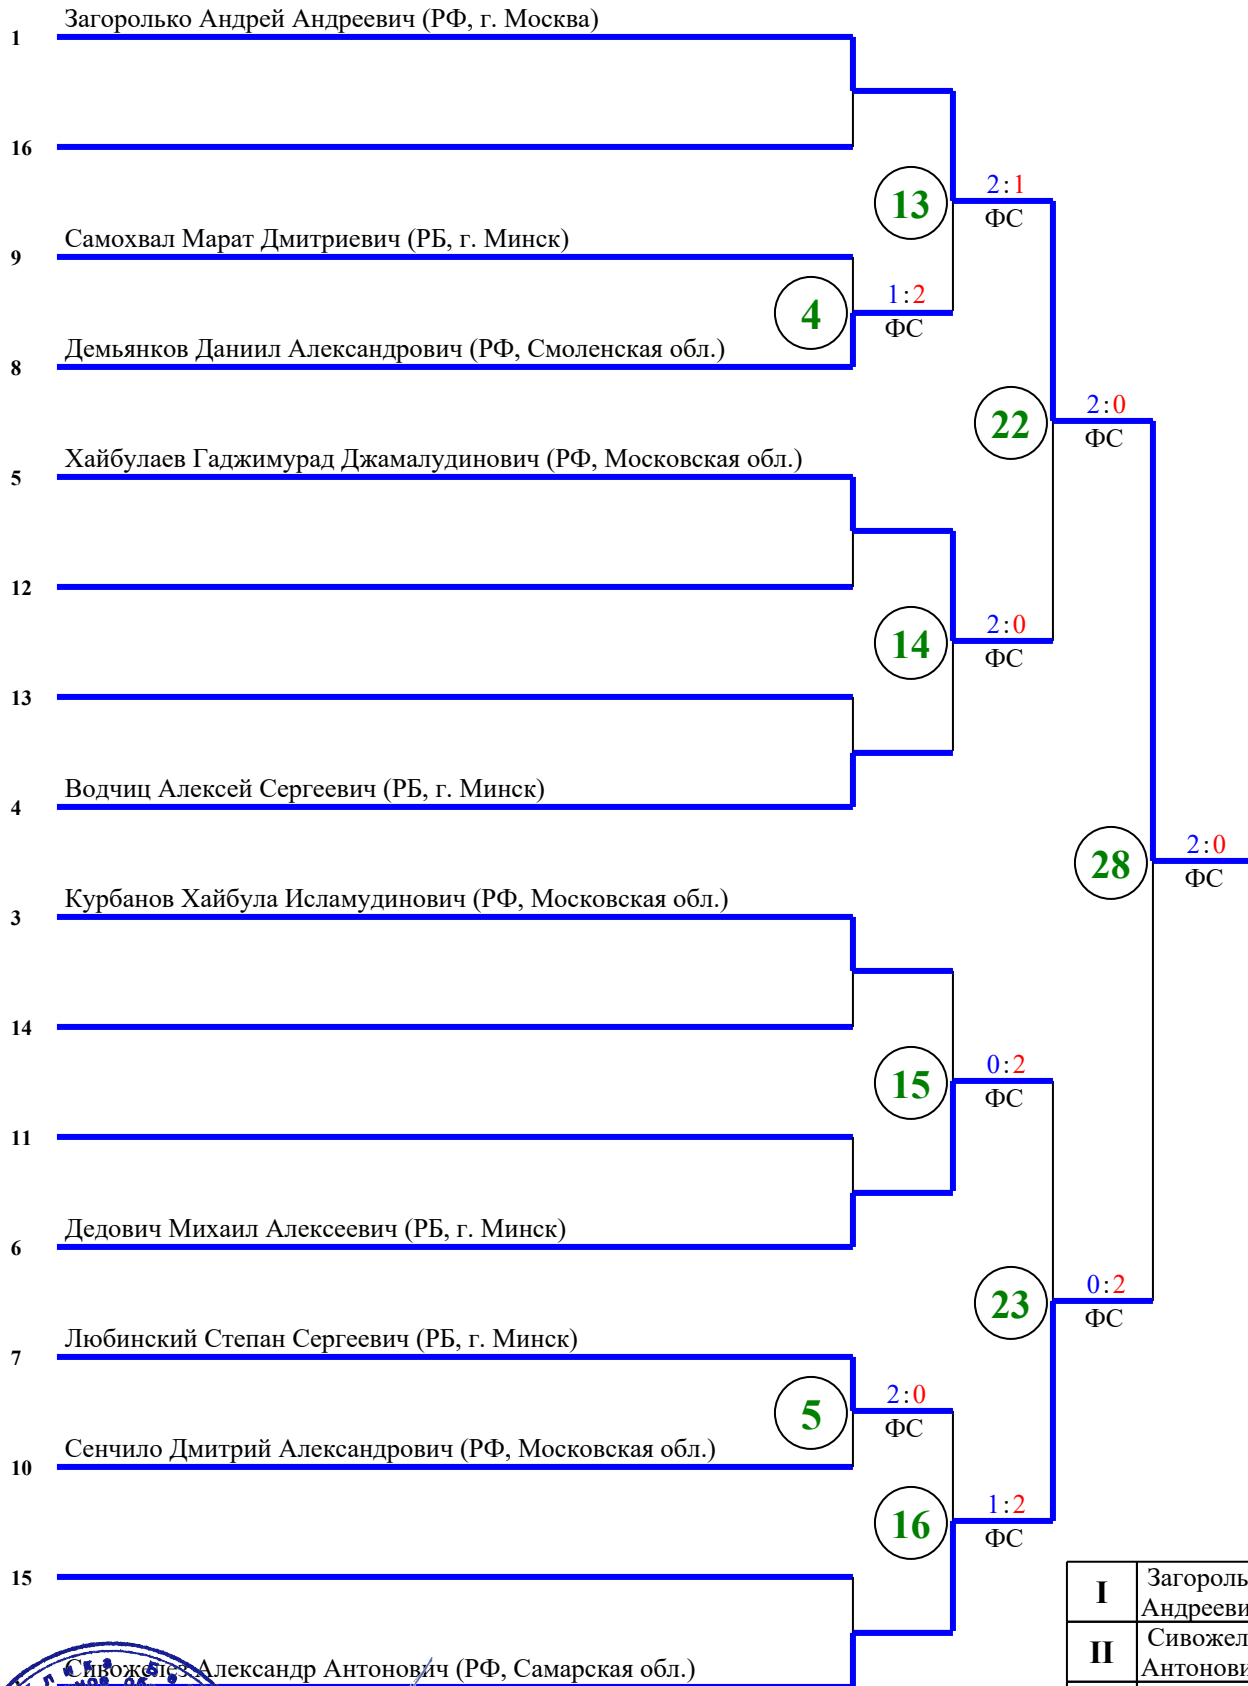 Загоролько Андрей Андреевич (РФ, г. Москва)
1
16
13
2:1
ФС
Самохвал Марат Дмитриевич (РБ, г. Минск)
9
4
1:2
ФС
Демьянков Даниил Александрович (РФ, Смоленская обл.)
8
22
2:0
ФС
Хайбулаев Гаджимурад Джамалудинович (РФ, Московская обл.)
5
12
14
2:0
ФС
13
Водчиц Алексей Сергеевич (РБ, г. Минск)
4
28
2:0
ФС
Курбанов Хайбула Исламудинович (РФ, Московская обл.)
3
14
15
0:2
ФС
11
Дедович Михаил Алексеевич (РБ, г. Минск)
6
23
0:2
ФС
Любинский Степан Сергеевич (РБ, г. Минск)
7
5
2:0
ФС
Сенчило Дмитрий Александрович (РФ, Московская обл.)
10
16
1:2
ФС
15
I
Загороль
Андрееви
II
Сивожел
Антонови
Сивожелез Александр Антонович (РФ, Самарская обл.)